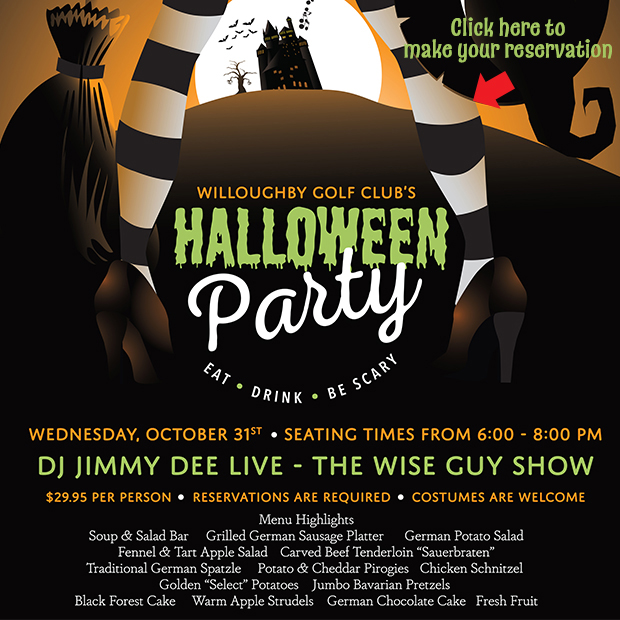 Click here to
make your reservation
WILLOUGHBY GOLF CLUB'S
HALLOWEEN
Party
EAT • DRINK • BE SCARY
WEDNESDAY, OCTOBER 31ST • SEATING TIMES FROM 6:00 - 8:00 PM
DJ JIMMY DEE LIVE - THE WISE GUY SHOW
$29.95 PER PERSON • RESERVATIONS ARE REQUIRED • COSTUMES ARE WELCOME
Menu Highlights
Soup & Salad Bar Grilled German Sausage Platter German Potato Salad
Fennel & Tart Apple Salad Carved Beef Tenderloin “Sauerbraten”
Traditional German Spatzle Potato & Cheddar Pirogies Chicken Schnitzel
Golden “Select” Potatoes Jumbo Bavarian Pretzels
Black Forest Cake Warm Apple Strudels German Chocolate Cake Fresh Fruit